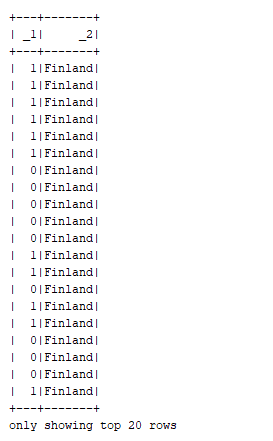 +---+-------+
| _1|     _2|
+---+-------+
|  1|Finland|
|  1|Finland|
|  1|Finland|
|  1|Finland|
|  1|Finland|
|  1|Finland|
|  0|Finland|
|  0|Finland|
|  0|Finland|
|  0|Finland|
|  0|Finland|
|  1|Finland|
|  1|Finland|
|  0|Finland|
|  1|Finland|
|  1|Finland|
|  0|Finland|
|  0|Finland|
|  0|Finland|
|  1|Finland|
+---+-------+
only showing top 20 rows